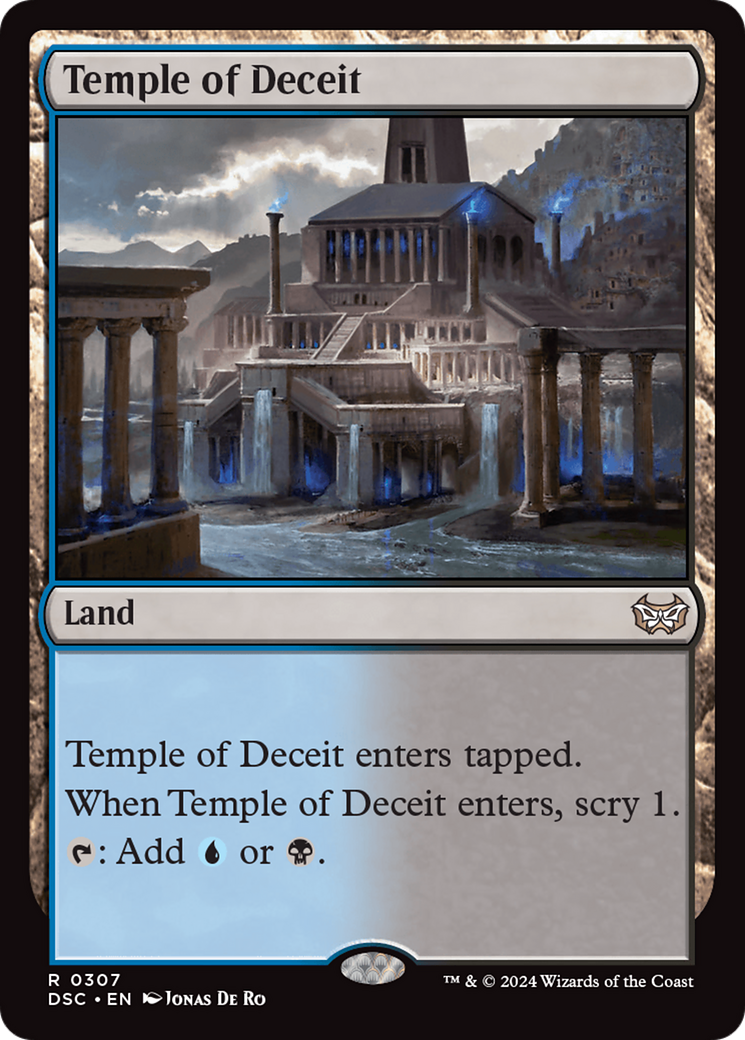 Temple of Deceit
Land
Temple of Deceit enters tapped.
When Temple of Deceit enters, scry 1.
: Add or .
R 0307
DSC • EN Jonas De Ro
™ & © 2024 Wizards of the Coast